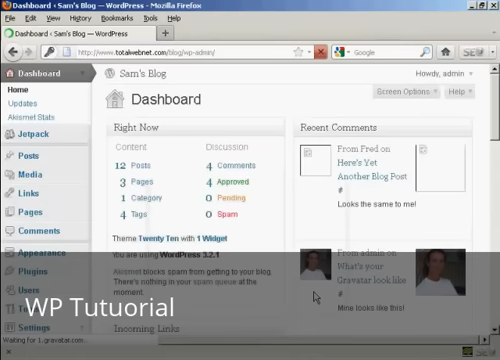 Dashboard ‹ Sam's Blog — WordPress - Mozilla Firefox
File Edit View History Bookmarks Tools Help
Dashboard ‹ Sam's Blog — WordPress
http://www.totalwebnet.com/blog/wp-admin/
Google
Dashboard
Home
Updates
Akismet Stats
Jetpack
Posts
Media
Links
Pages
Comments
Appearance
Plugins
Users
Settings
Sam's Blog
Howdy, admin
Dashboard
Screen Options
Help
Right Now
Content
Discussion
12 Posts
4 Comments
3 Pages
4 Approved
1 Category
0 Pending
4 Tags
0 Spam
Theme Twenty Ten with 1 Widget
You are using WordPress 3.2.1
Akismet blocks spam from getting to your blog.
There's nothing in your spam queue at the
moment.
Incoming Links
Recent Comments
From Fred on
Here's Yet
Another Blog Post
#
Looks the same to me!
From admin on
What's your
Gravatar look like
#
Mine looks like this!
WP Tutuorial
Waiting for 1.gravatar.com...